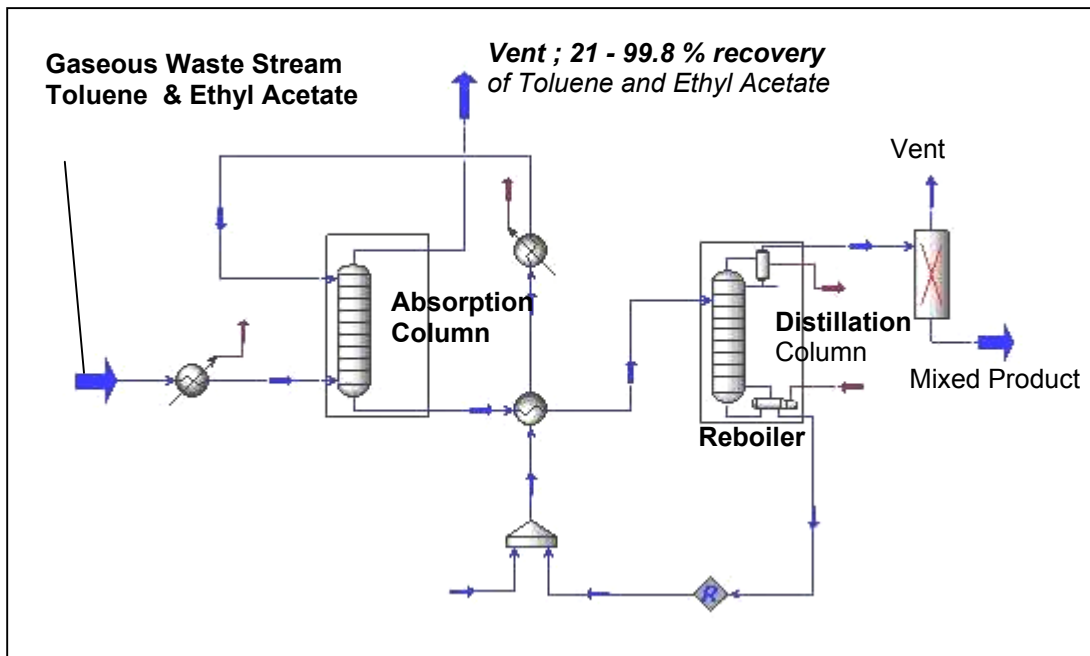 Gaseous Waste Stream
Toluene & Ethyl Acetate
Vent ; 21 - 99.8 % recovery
of Toluene and Ethyl Acetate
Vent
Absorption
Column
Distillation
Column
Mixed Product
Reboiler
R